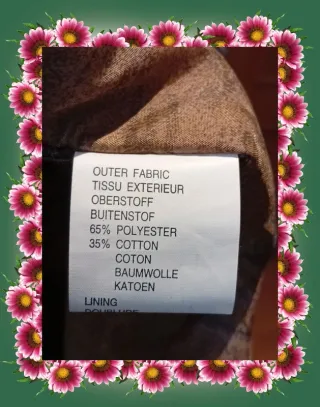 OUTER FABRIC
TISSU EXTERIEUR
OBERSTOFF
BUITENSTOF
65% POLYESTER
35% COTTON
COTON
BAUMWOLLE
KATOEN
LINING